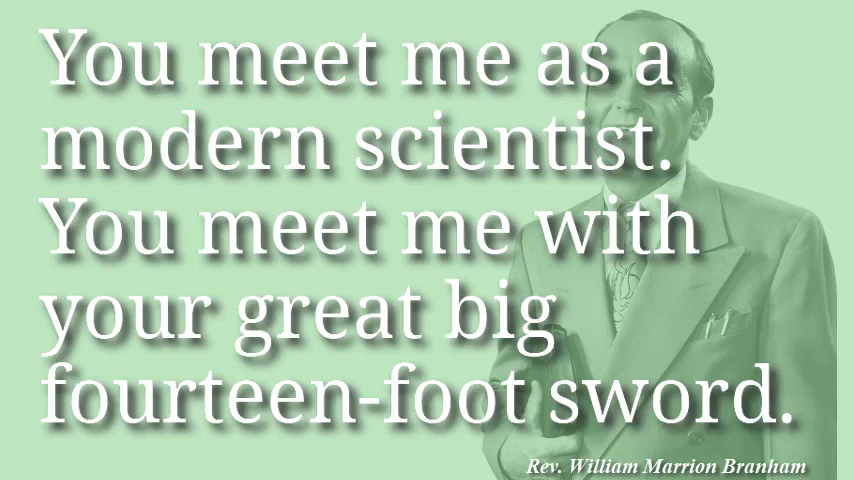 You meet me as a
modern scientist.
You meet me with
your great big
fourteen-foot sword.
Rev. William Marrion Branham